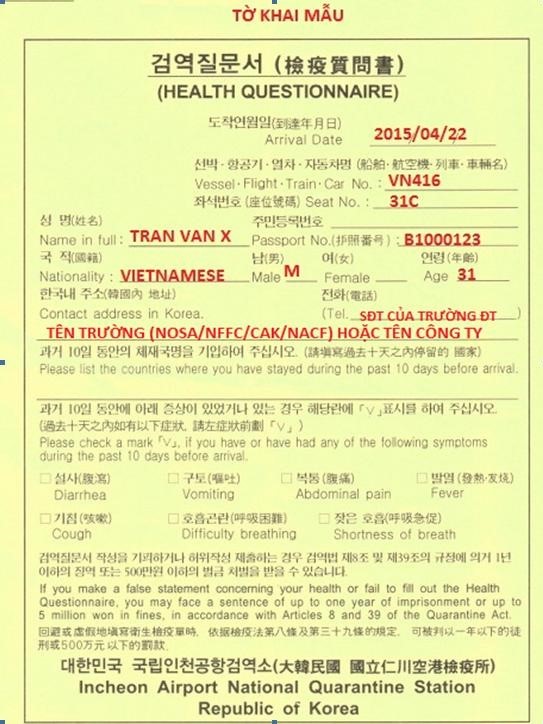 TỜ KHAI MẪU
검역질문서 (檢疫質問書)
(HEALTH QUESTIONNAIRE)
도착연월일(到達年月日)
Arrival Date 2015/04/22
선박·항공기·열차·자동차명 (船舶·航空機·列車·車輛名)
Vessel·Flight·Train·Car No. : VN416
좌석번호 (座位號碼) Seat No. : 31C
성 명(姓名) 주민등록번호
Name in full : TRAN VAN X Passport No.(护照番号) : B1000123
국 적(國籍) 남(男) 여(女) 연령(年齡)
Nationality : VIETNAMESE Male M Female Age 31
한국내 주소(韓國內 地址) 전화(電話)
Contact address in Korea. (Tel. SĐT CỦA TRƯỜNG ĐT
TÊN TRƯỜNG (NOSA/NFFC/CAK/NACF) HOẶC TÊN CÔNG TY
과거 10일 동안의 체재국명을 기입하여 주십시오. (請塡寫過去十天之內停留的 國家)
Please list the countries where you have stayed during the past 10 days before arrival.
과거 10일 동안에 아래 증상이 있었거나 있는 경우 해당란에 「√」표시를 하여 주십시오.
(過去十天之內如有以下症狀, 請左症狀前劃 「√」)
Please check a mark 「√」, if you have or have had any of the following symptoms
during the past 10 days before arrival.
□ 설사(腹瀉) □ 구토(嘔吐) □ 복통(腹痛) □ 발열(發熱·发烧)
Diarrhea Vomiting Abdominal pain Fever
□ 기침(咳嗽) □ 호흡곤란(呼吸困難) □ 잦은 호흡(呼吸急促)
Cough Difficulty breathing Shortness of breath
검역질문서 작성을 기피하거나 허위작성 제출하는 경우 검역법 제8조 및 제39조의 규정에 의거 1년
이하의 징역 또는 500만원 이하의 벌금 처벌을 받을 수 있습니다.
If you make a false statement concerning your health or fail to fill out the Health
Questionnaire, you may face a sentence of up to one year of imprisonment or up to
5 million won in fines, in accordance with Articles 8 and 39 of the Quarantine Act.
回避或虛假地塡寫衛生檢疫單時, 依据檢疫法第八條及第三十九條的規定, 可被判以一年以下的徒
刑或500万元以下的罰款.
대한민국 국립인천공항검역소(大韓民國 國立仁川空港檢疫所)
Incheon Airport National Quarantine Station
Republic of Korea